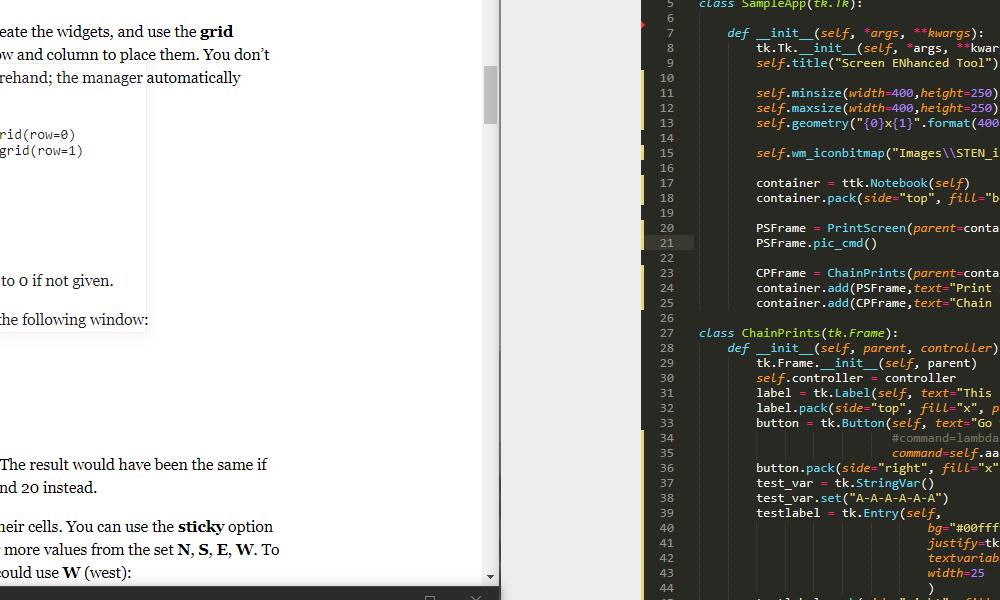 eate the widgets, and use the grid
ow and column to place them. You don't
rehand; the manager automatically
rid(row=0)
grid(row=1)
to 0 if not given.
the following window:
The result would have been the same if
nd 20 instead.
heir cells. You can use the sticky option
more values from the set N, S, E, W. To
could use W (west):
5 class SampleApp(tk.Tk):
6
7 def __init__(self, *args, **kwargs):
8 tk.Tk.__init__(self, *args, **kwar
9 self.title("Screen ENhanced Tool")
10
11 self.minsize(width=400,height=250)
12 self.maxsize(width=400,height=250)
13 self.geometry("{0}x{1}".format(400
14
15 self.wm_iconbitmap("Images\\STEN_i
16
17 container = ttk.Notebook(self)
18 container.pack(side="top", fill="b
19
20 PSFrame = PrintScreen(parent=conta
21 PSFrame.pic_cmd()
22
23 CPFrame = ChainPrints(parent=conta
24 container.add(PSFrame,text="Print
25 container.add(CPFrame,text="Chain
26
27 class ChainPrints(tk.Frame):
28 def __init__(self, parent, controller)
29 tk.Frame.__init__(self, parent)
30 self.controller = controller
31 label = tk.Label(self, text="This
32 label.pack(side="top", fill="x", p
33 button = tk.Button(self, text="Go
34 #command=lambda
35 command=self.aa
36 button.pack(side="right", fill="x"
37 test_var = tk.StringVar()
38 test_var.set("A-A-A-A-A-A")
39 testlabel = tk.Entry(self,
40 bg="#00fff
41 justify=tk
42 textvariab
43 width=25
44 )